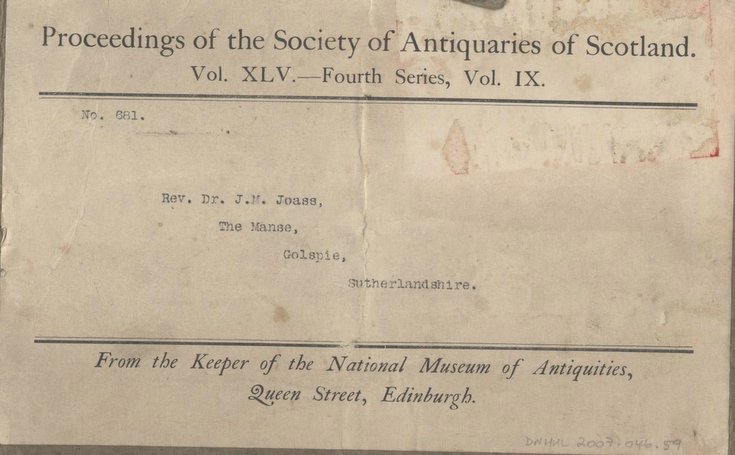 Proceedings of the Society of Antiquaries of Scotland.
Vol. XLV.—Fourth Series, Vol. IX.
No. 681.
Rev. Dr. J.M. Joass,
The Manse,
Golspie,
Sutherlandshire.
From the Keeper of the National Museum of Antiquities,
Queen Street, Edinburgh.
DNHHL 2007.046.59